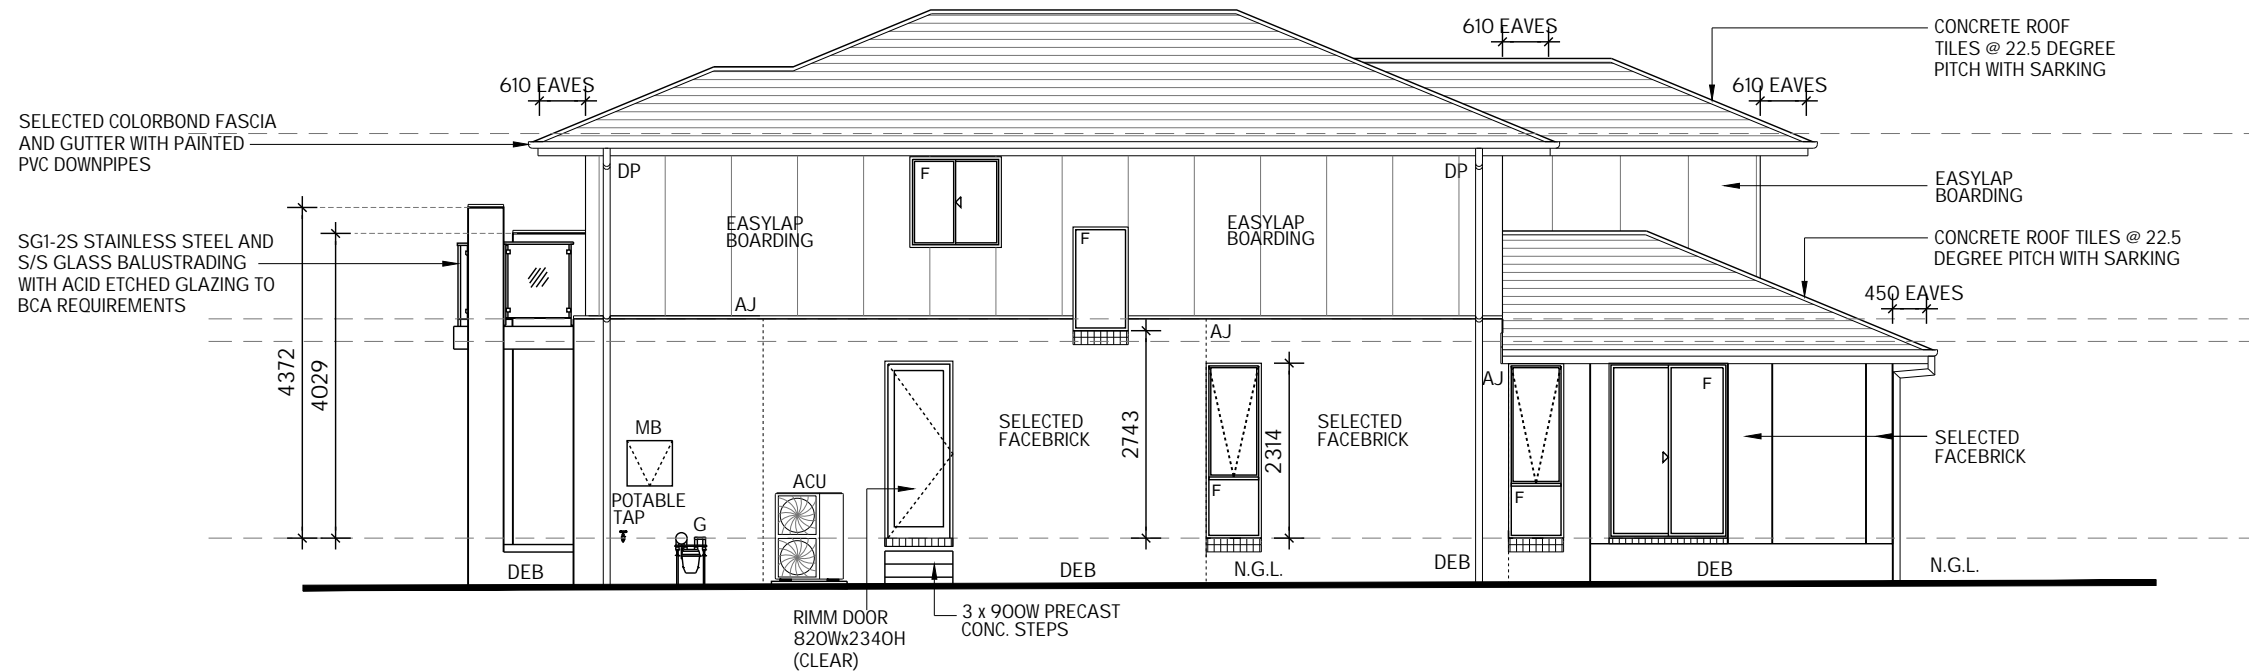 610 EAVES
CONCRETE ROOF
TILES @ 22.5 DEGREE
PITCH WITH SARKING
610 EAVES
610 EAVES
SELECTED COLORBOND FASCIA
AND GUTTER WITH PAINTED
PVC DOWNPIPES
DP
F
DP
EASYLAP
BOARDING
EASYLAP
BOARDING
EASYLAP
BOARDING
SG1-2S STAINLESS STEEL AND
S/S GLASS BALUSTRADING
WITH ACID ETCHED GLAZING TO
BCA REQUIREMENTS
F
CONCRETE ROOF TILES @ 22.5
DEGREE PITCH WITH SARKING
450 EAVES
AJ
AJ
4372
4029
AJ
F
MB
SELECTED
FACEBRICK
2743
2314
SELECTED
FACEBRICK
SELECTED
FACEBRICK
POTABLE
TAP
G
ACU
F
F
DEB
DEB
N.G.L.
DEB
DEB
N.G.L.
RIMM DOOR
820Wx2340H
(CLEAR)
3 x 900W PRECAST
CONC. STEPS